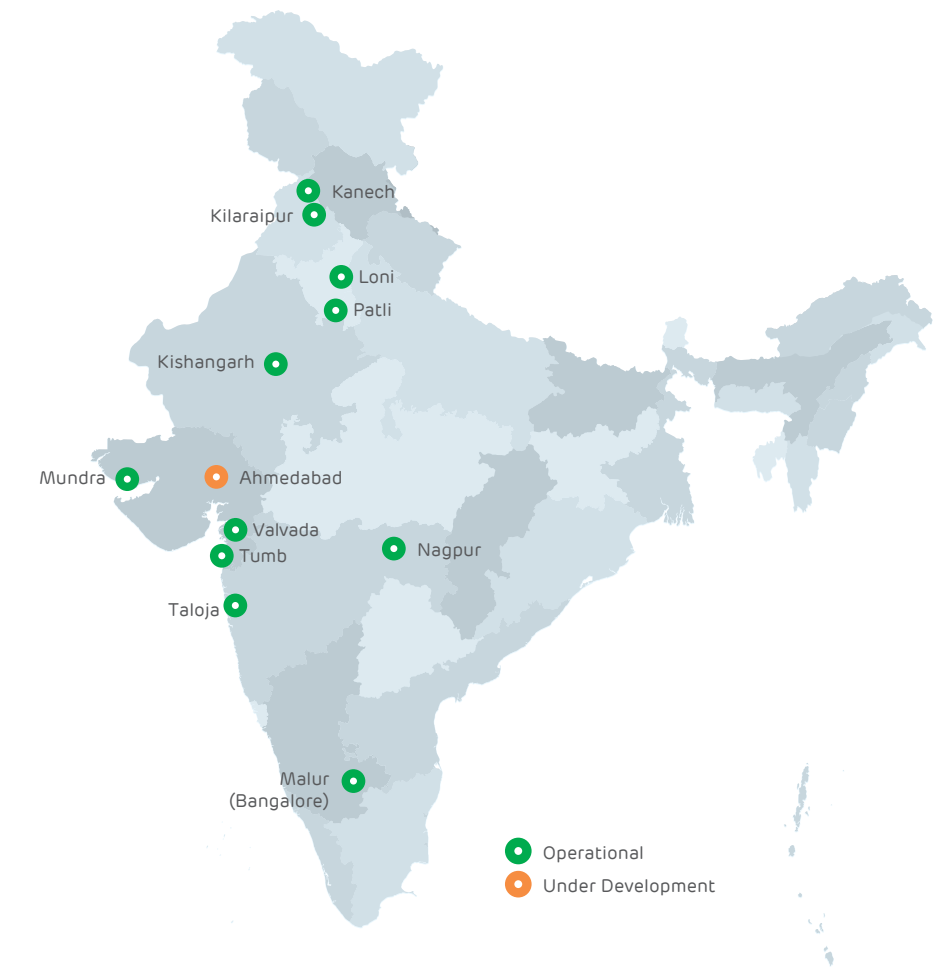 Kanech
Kilaraipur
Loni
Patli
Kishangarh
Mundra
Ahmedabad
Valvada
Tumb
Nagpur
Taloja
Malur
(Bangalore)
Operational
Under Development